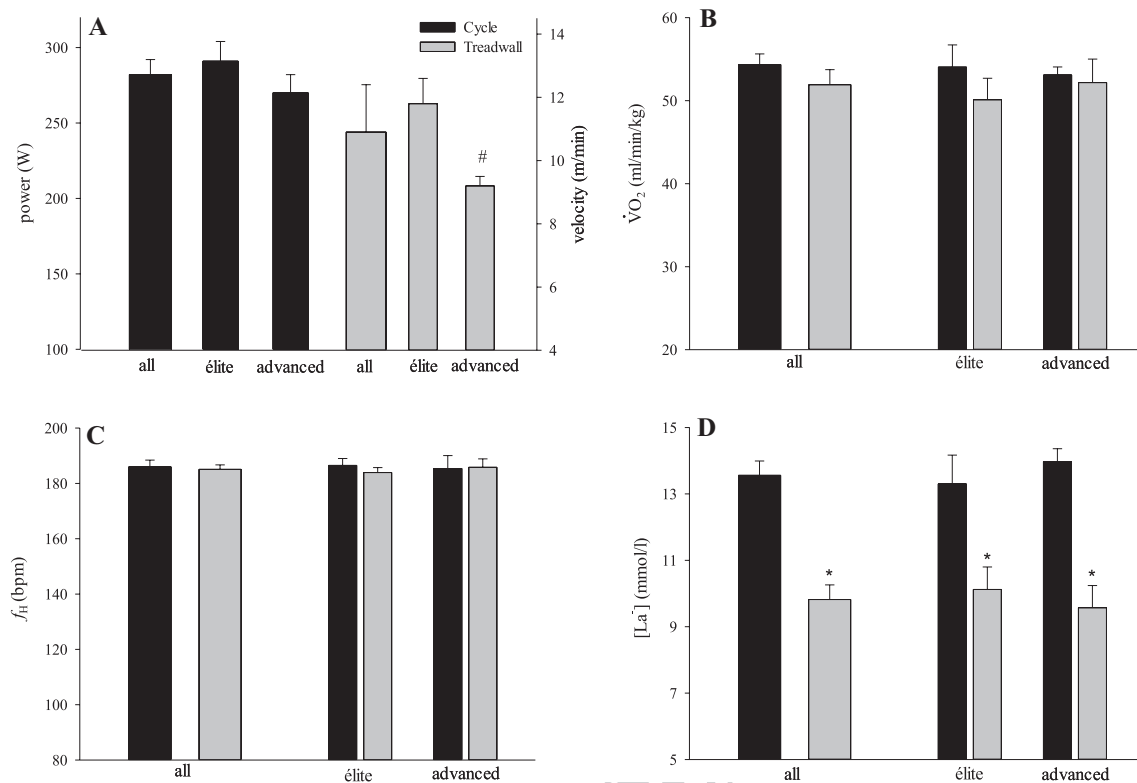 A
Cycle
Treadwall
power (W)
300
250
200
150
100
14
12
10
8
6
4
velocity (m/min)
#
all
élite
advanced
all
élite
advanced
B
V̇O2 (ml/min/kg)
60
50
40
30
20
all
élite
advanced
C
fH (bpm)
200
180
160
140
120
100
80
all
élite
advanced
D
[La-] (mmol/l)
15
13
11
9
7
5
*
*
*
all
élite
advanced